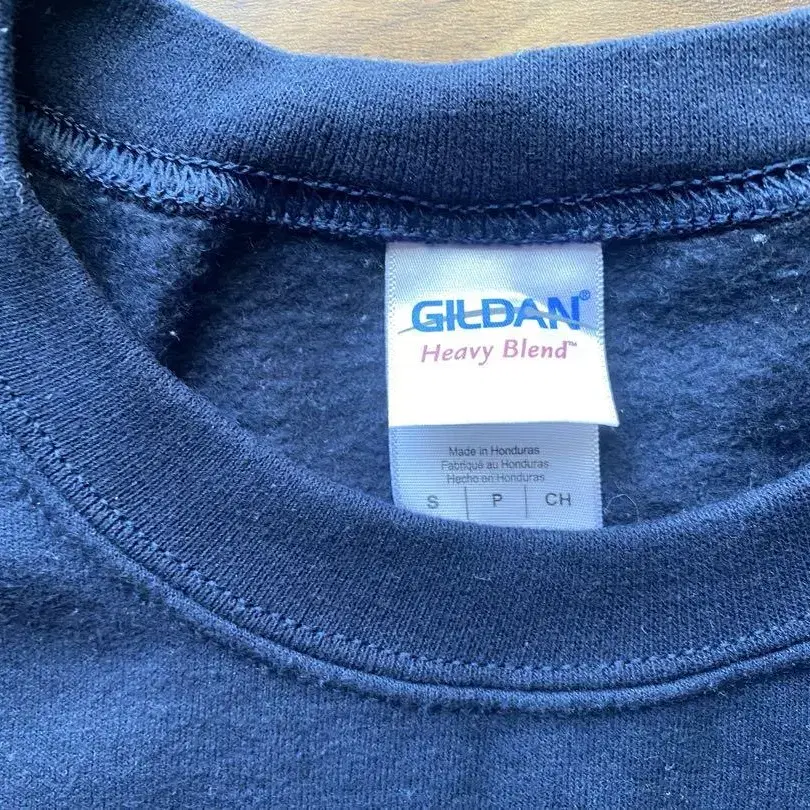 GILDAN®
Heavy Blend™
Made in Honduras
Fabriqué au Honduras
Hecho en Honduras
S P CH